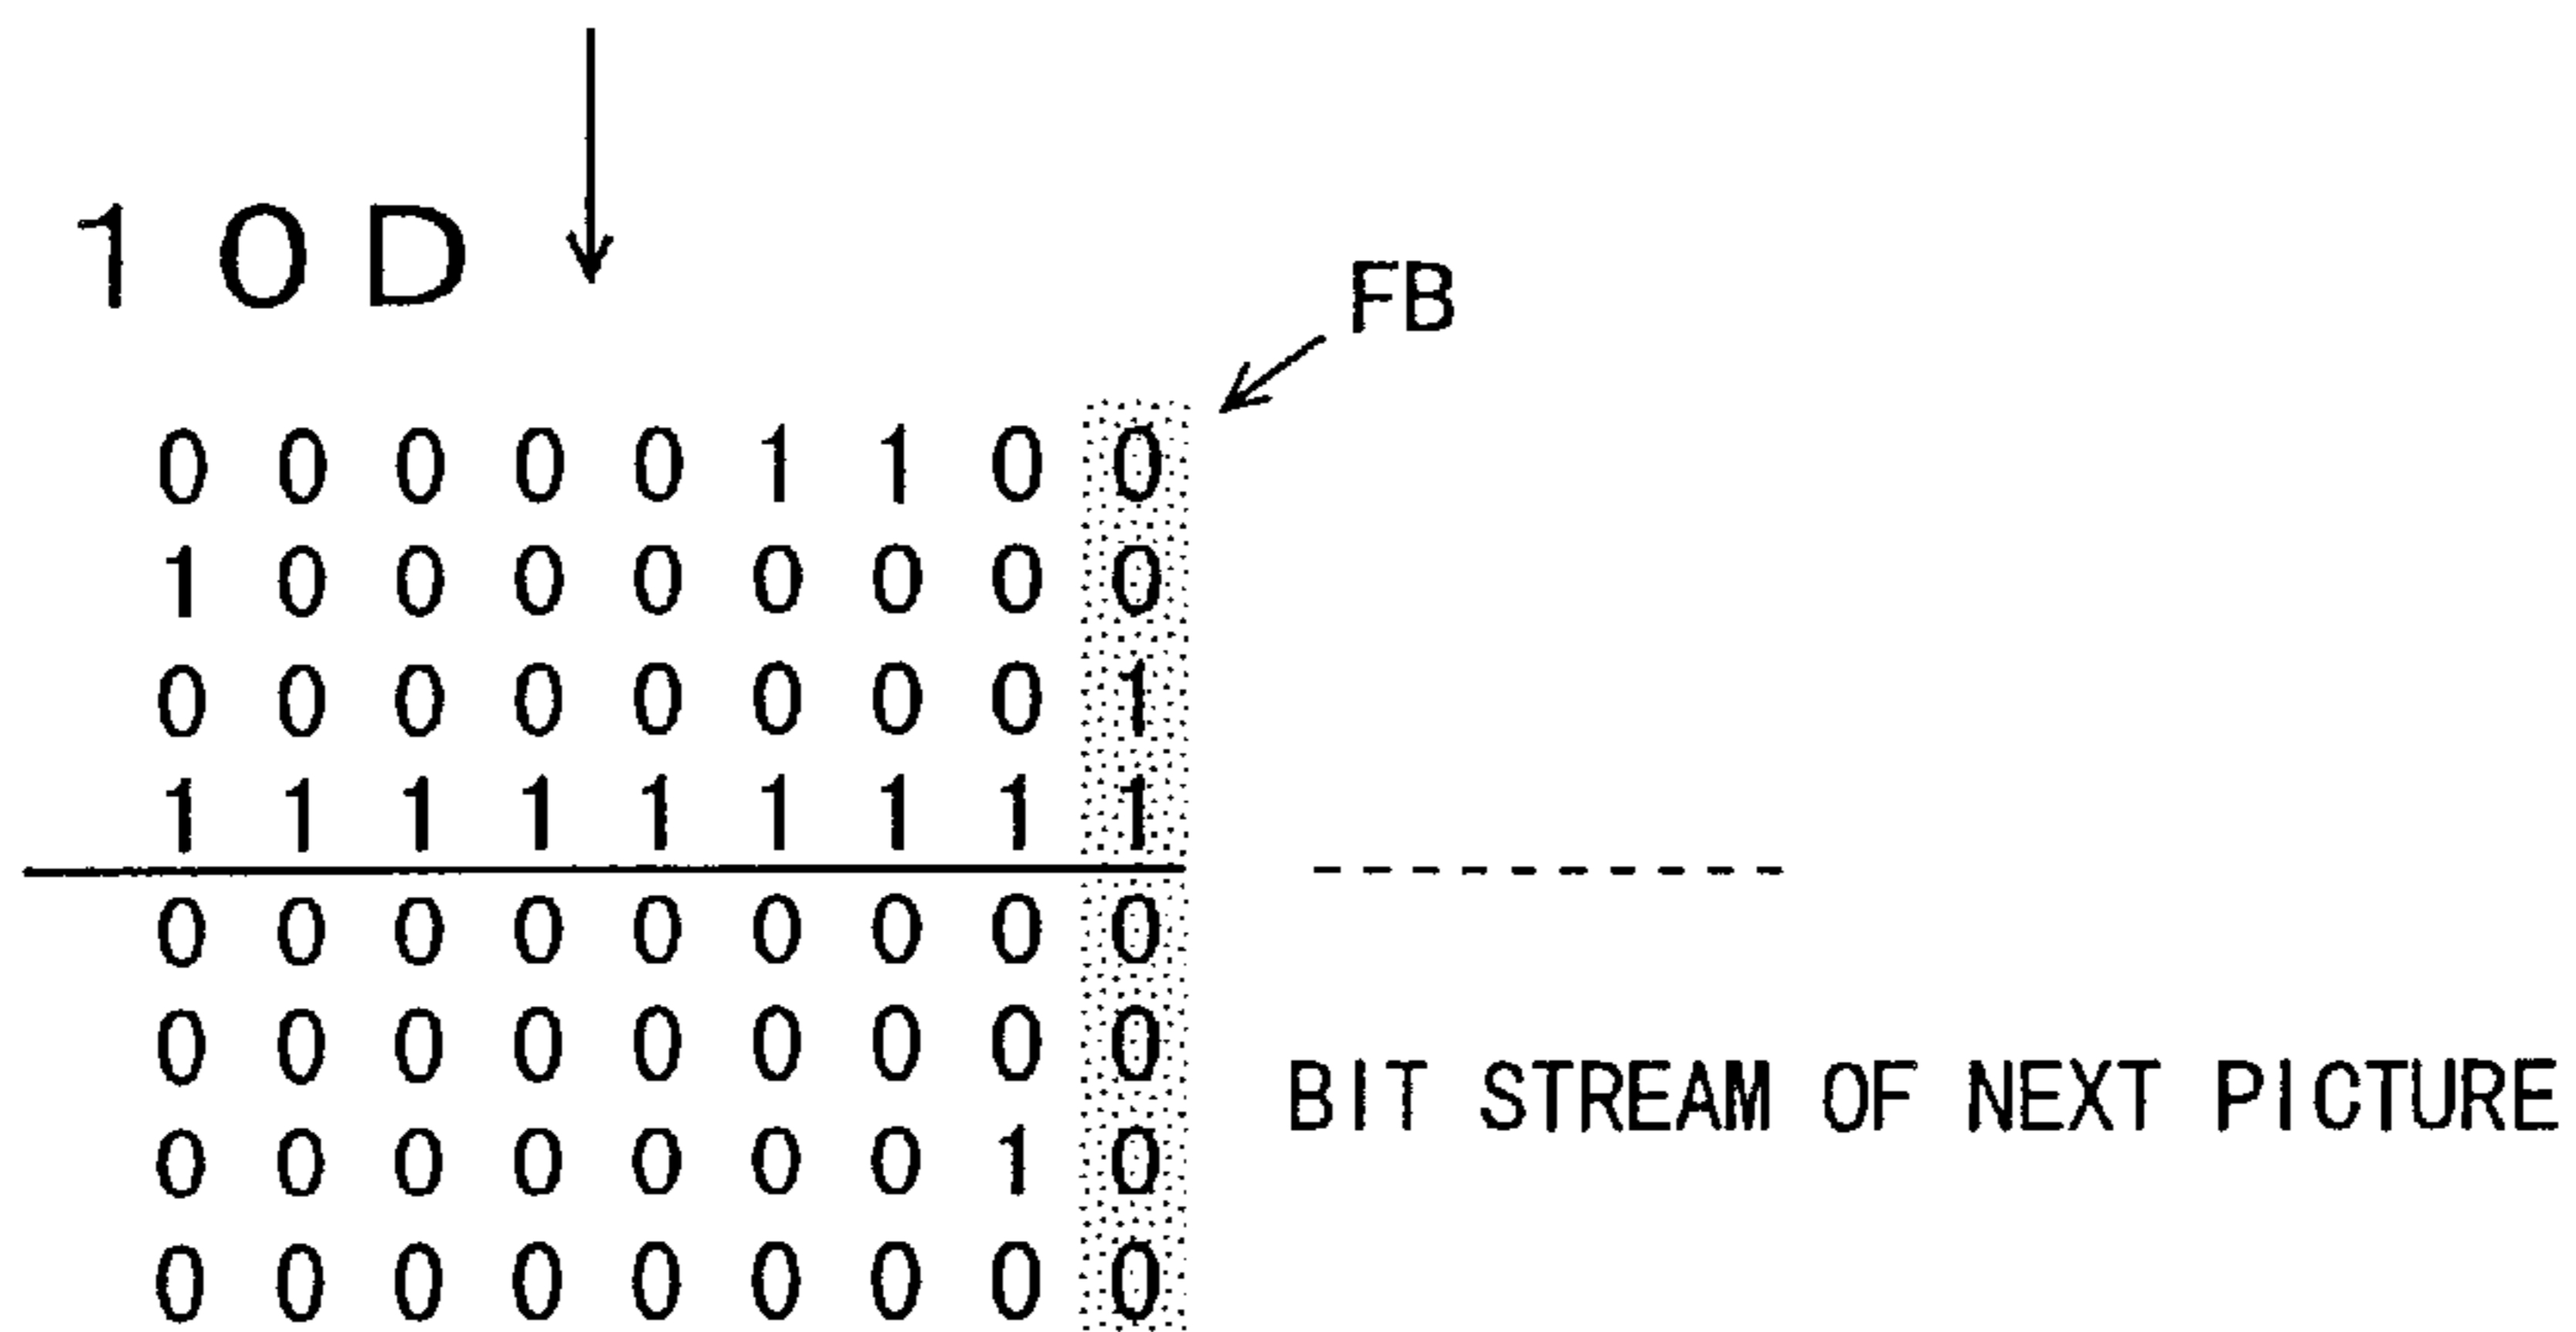 10D
FB
0 0 0 0 0 1 1 0 0
1 0 0 0 0 0 0 0 0
0 0 0 0 0 0 0 0 1
1 1 1 1 1 1 1 1 1
0 0 0 0 0 0 0 0 0
0 0 0 0 0 0 0 0 0
BIT STREAM OF NEXT PICTURE
0 0 0 0 0 0 0 1 0
0 0 0 0 0 0 0 0 0